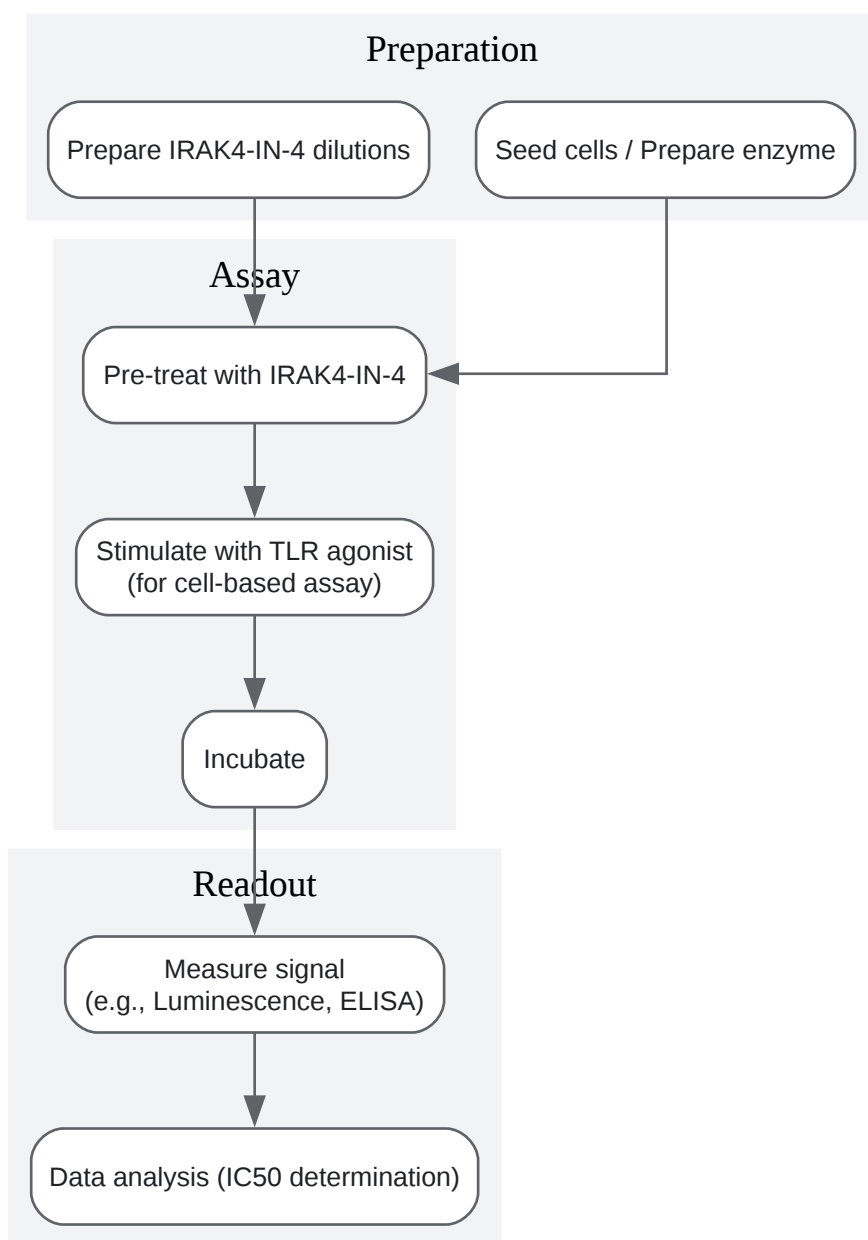 Preparation
Prepare IRAK4-IN-4 dilutions
Seed cells / Prepare enzyme
Assay
Pre-treat with IRAK4-IN-4
Stimulate with TLR agonist
(for cell-based assay)
Incubate
Readout
Measure signal
(e.g., Luminescence, ELISA)
Data analysis (IC50 determination)